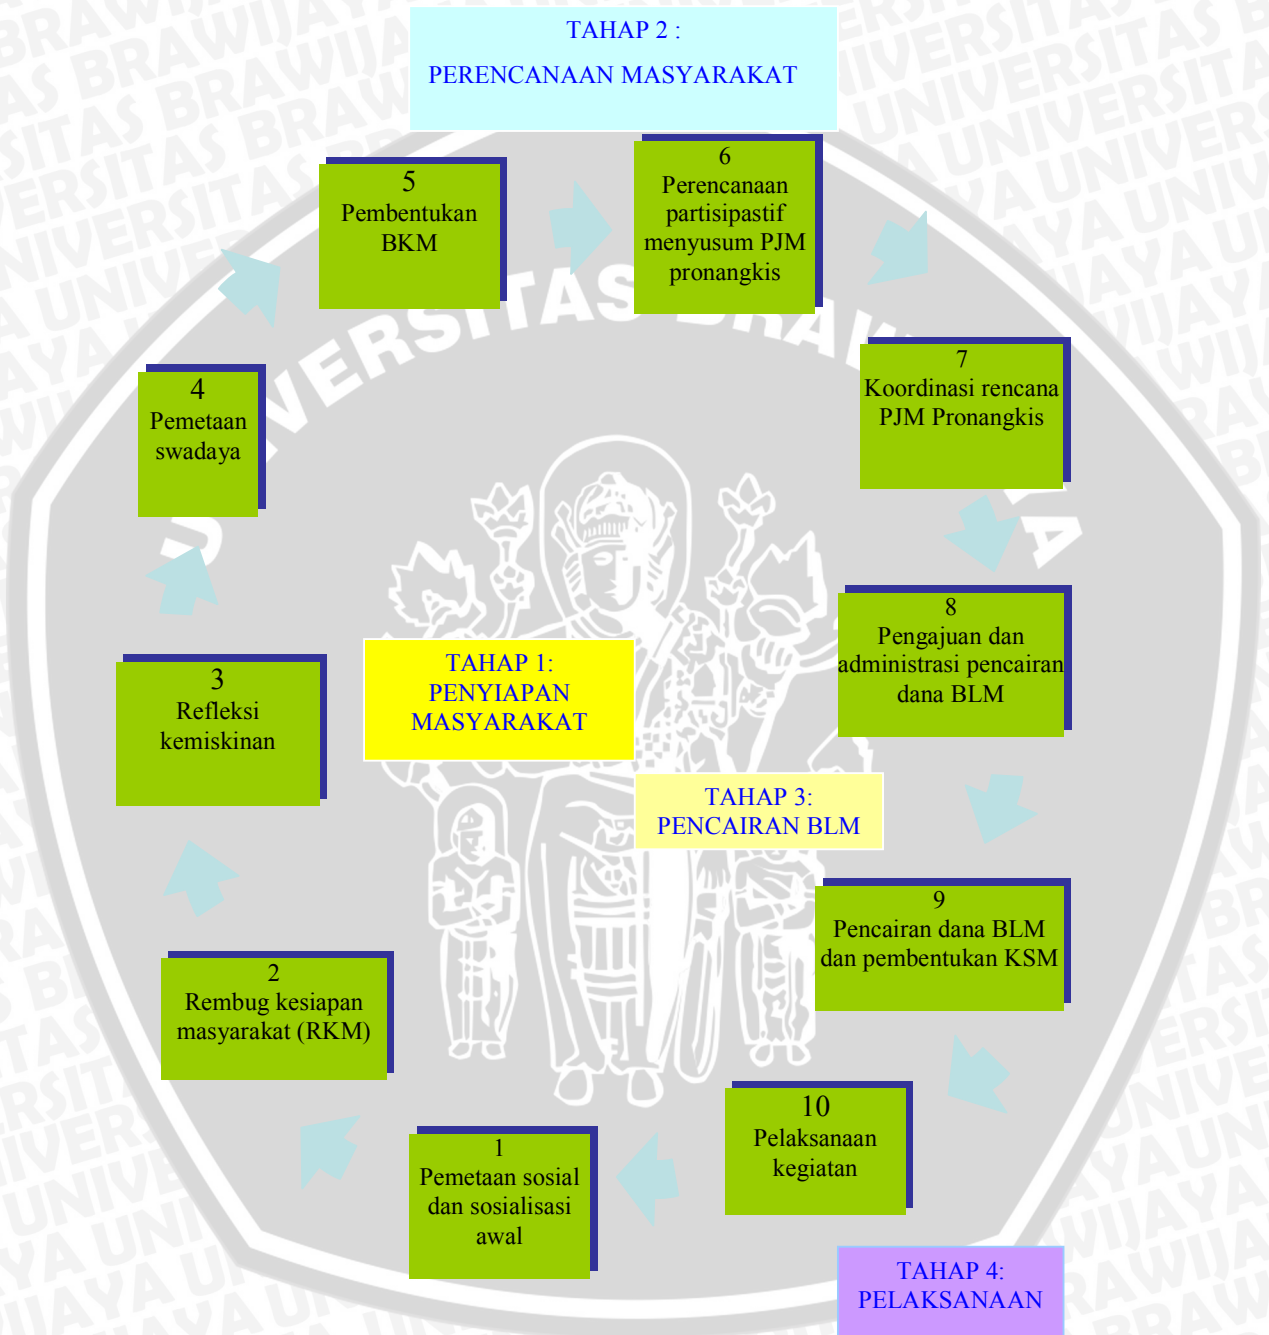 TAHAP 2 :
PERENCANAAN MASYARAKAT
5
Pembentukan
BKM
6
Perencanaan
partisipastif
menyusum PJM
pronangkis
4
Pemetaan
swadaya
7
Koordinasi rencana
PJM Pronangkis
8
Pengajuan dan
administrasi pencairan
dana BLM
3
Refleksi
kemiskinan
TAHAP 1:
PENYIAPAN
MASYARAKAT
TAHAP 3:
PENCAIRAN BLM
9
Pencairan dana BLM
dan pembentukan KSM
2
Rembug kesiapan
masyarakat (RKM)
10
Pelaksanaan
kegiatan
1
Pemetaan sosial
dan sosialisasi
awal
TAHAP 4:
PELAKSANAAN